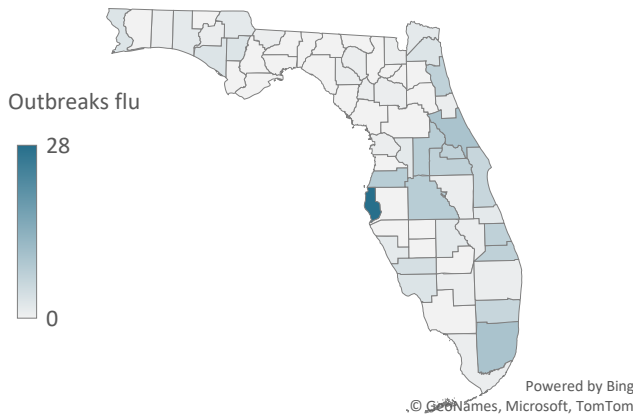 Outbreaks flu
28
0
Powered by Bing
© GeoNames, Microsoft, TomTom